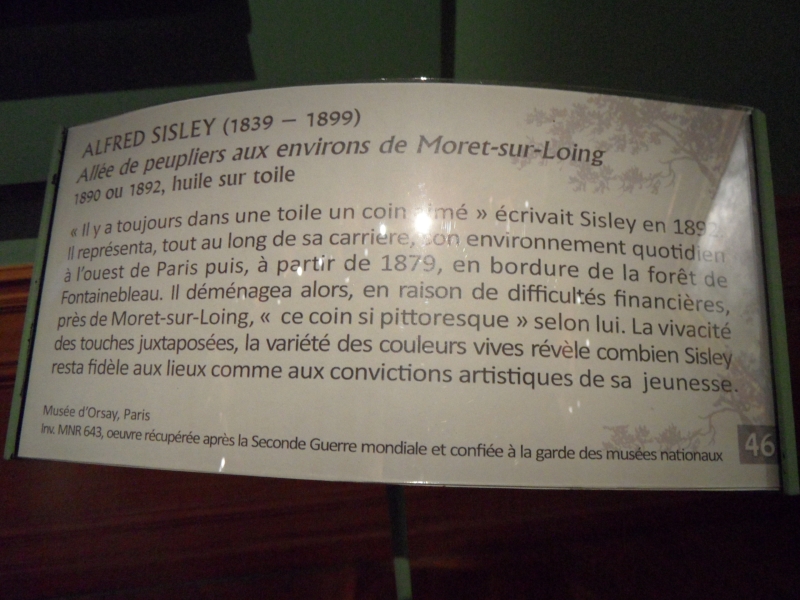 ALFRED SISLEY (1839 – 1899)
Allée de peupliers aux environs de Moret-sur-Loing
1890 ou 1892, huile sur toile
« Il y a toujours dans une toile un coin aimé » écrivait Sisley en 1892.
Il représenta, tout au long de sa carrière, son environnement quotidien
à l'ouest de Paris puis, à partir de 1879, en bordure de la forêt de
Fontainebleau. Il déménagea alors, en raison de difficultés financières,
près de Moret-sur-Loing, « ce coin si pittoresque » selon lui. La vivacité
des touches juxtaposées, la variété des couleurs vives révèle combien Sisley
resta fidèle aux lieux comme aux convictions artistiques de sa jeunesse.
Musée d'Orsay, Paris
Inv. MNR 643, oeuvre récupérée après la Seconde Guerre mondiale et confiée à la garde des musées nationaux
46